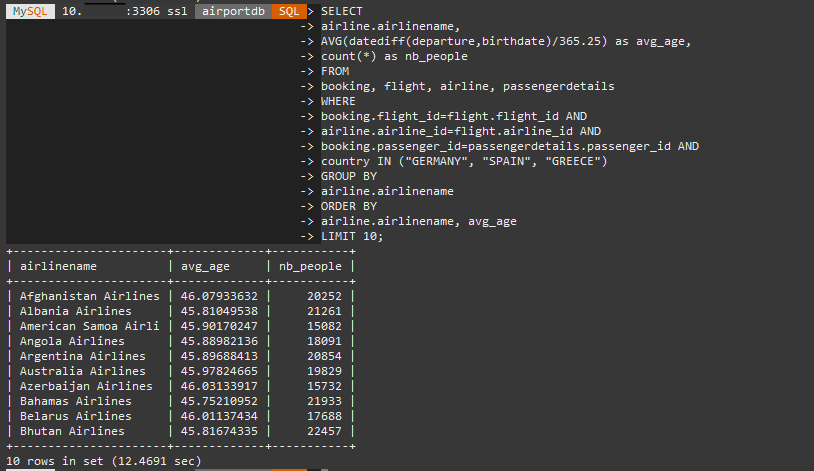 MySQL 10. :3306 ssl airportdb SQL > SELECT
-> airline.airlinename,
-> AVG(datediff(departure,birthdate)/365.25) as avg_age,
-> count(*) as nb_people
-> FROM
-> booking, flight, airline, passengerdetails
-> WHERE
-> booking.flight_id=flight.flight_id AND
-> airline.airline_id=flight.airline_id AND
-> booking.passenger_id=passengerdetails.passenger_id AND
-> country IN ("GERMANY", "SPAIN", "GREECE")
-> GROUP BY
-> airline.airlinename
-> ORDER BY
-> airline.airlinename, avg_age
-> LIMIT 10;
+----------------------+-------------+-----------+
| airlinename | avg_age | nb_people |
+----------------------+-------------+-----------+
| Afghanistan Airlines | 46.07933632 | 20252 |
| Albania Airlines | 45.81049538 | 21261 |
| American Samoa Airli | 45.90170247 | 15082 |
| Angola Airlines | 45.88982136 | 18091 |
| Argentina Airlines | 45.89688413 | 20854 |
| Australia Airlines | 45.97824665 | 19829 |
| Azerbaijan Airlines | 46.03133917 | 15732 |
| Bahamas Airlines | 45.75210952 | 21933 |
| Belarus Airlines | 46.01137434 | 17688 |
| Bhutan Airlines | 45.81674335 | 22457 |
+----------------------+-------------+-----------+
10 rows in set (12.4691 sec)